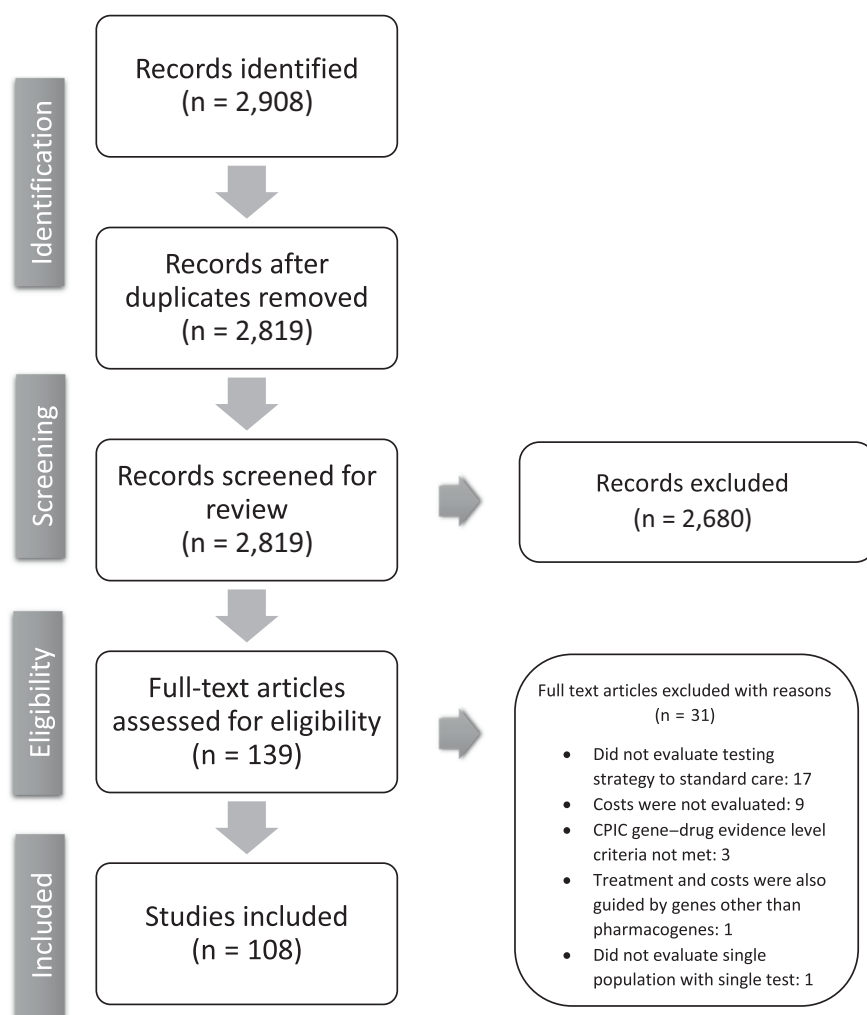 Identification
Records identified
(n = 2,908)
Records after
duplicates removed
(n = 2,819)
Screening
Records screened for
review
(n = 2,819)
Records excluded
(n = 2,680)
Eligibility
Full-text articles
assessed for eligibility
(n = 139)
Full text articles excluded with reasons
(n = 31)
• Did not evaluate testing
strategy to standard care: 17
• Costs were not evaluated: 9
• CPIC gene–drug evidence level
criteria not met: 3
• Treatment and costs were also
guided by genes other than
pharmacogenes: 1
• Did not evaluate single
population with single test: 1
Included
Studies included
(n = 108)